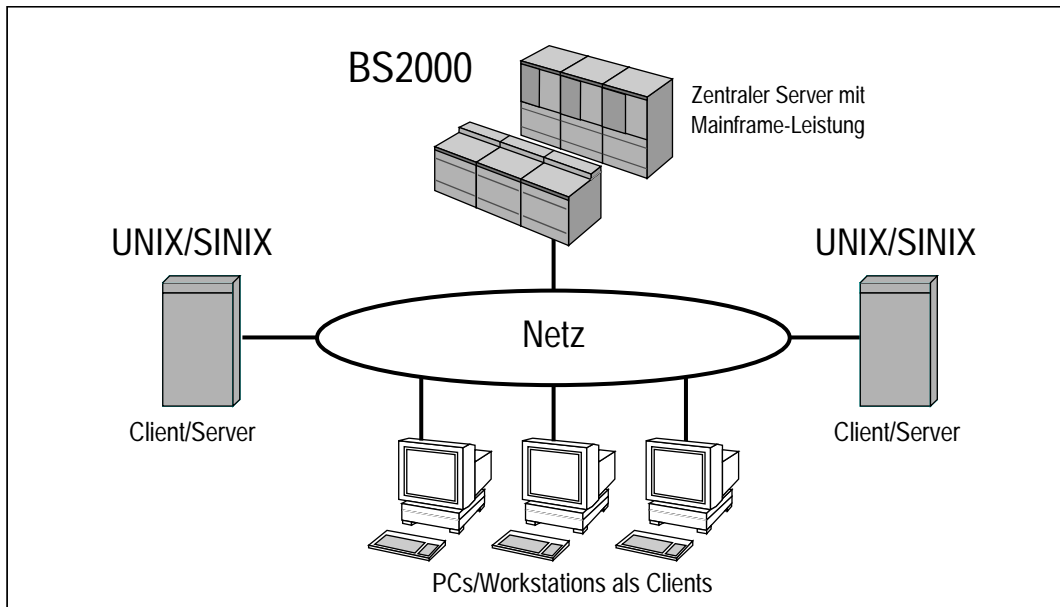 BS2000
Zentraler Server mit
Mainframe-Leistung
UNIX/SINIX
UNIX/SINIX
Netz
Client/Server
Client/Server
PCs/Workstations als Clients